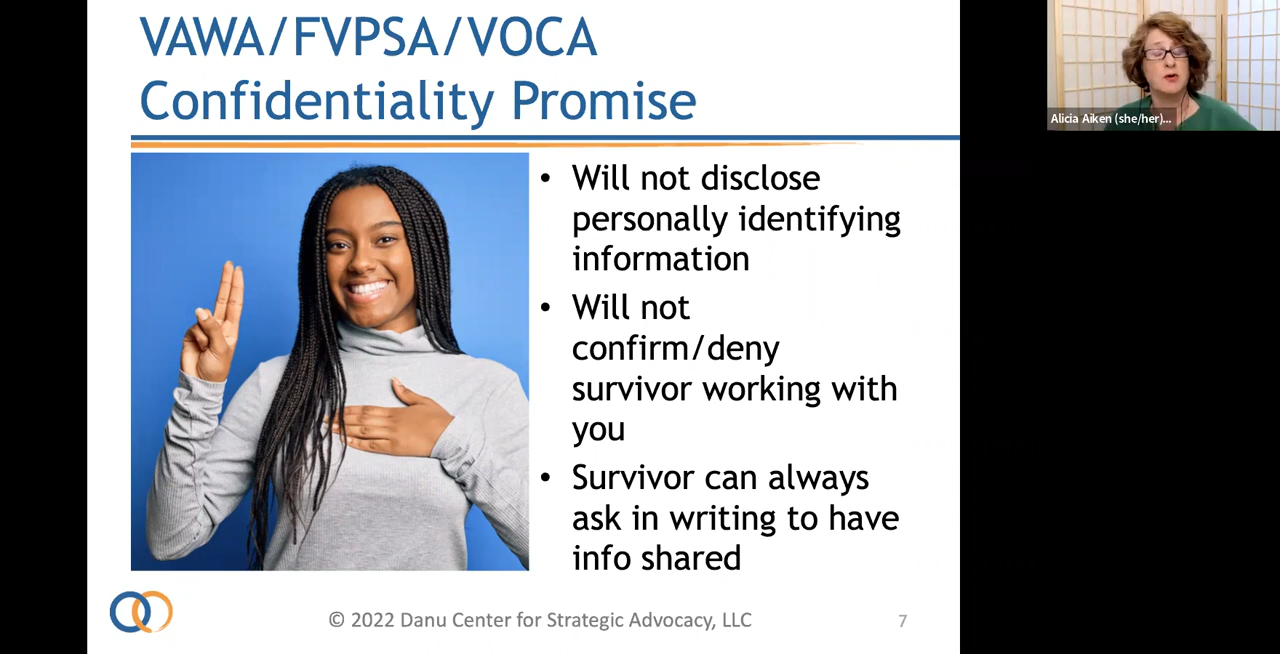 VAWA/FVPSA/VOCA
Confidentiality Promise
• Will not disclose
personally identifying
information
• Will not
confirm/deny
survivor working with
you
• Survivor can always
ask in writing to have
info shared
© 2022 Danu Center for Strategic Advocacy, LLC
7
Alicia Aiken (she/her)...